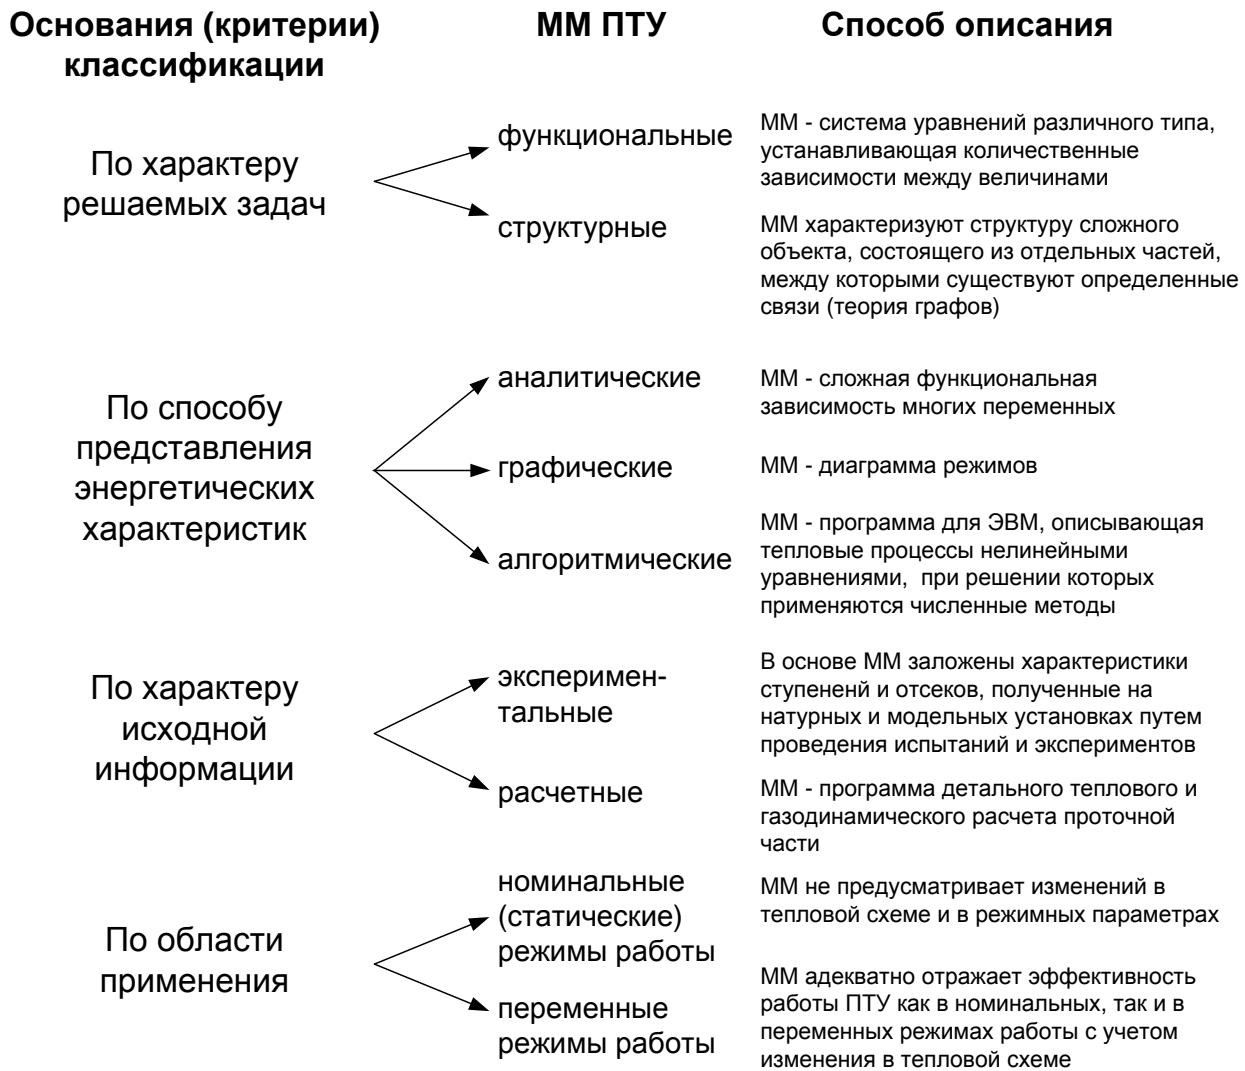 Основания (критерии)
классификации
ММ ПТУ
Способ описания
По характеру
решаемых задач
функциональные
ММ - система уравнений различного типа,
устанавливающая количественные
зависимости между величинами
структурные
ММ характеризуют структуру сложного
объекта, состоящего из отдельных частей,
между которыми существуют определенные
связи (теория графов)
По способу
представления
энергетических
характеристик
аналитические
ММ - сложная функциональная
зависимость многих переменных
графические
ММ - диаграмма режимов
алгоритмические
ММ - программа для ЭВМ, описывающая
тепловые процессы нелинейными
уравнениями, при решении которых
применяются численные методы
По характеру
исходной
информации
эксперимен-
тальные
В основе ММ заложены характеристики
ступененй и отсеков, полученные на
натурных и модельных установках путем
проведения испытаний и экспериментов
расчетные
ММ - программа детального теплового и
газодинамического расчета проточной
части
По области
применения
номинальные
(статические)
режимы работы
ММ не предусматривает изменений в
тепловой схеме и в режимных параметрах
переменные
режимы работы
ММ адекватно отражает эффективность
работы ПТУ как в номинальных, так и в
переменных режимах работы с учетом
изменения в тепловой схеме